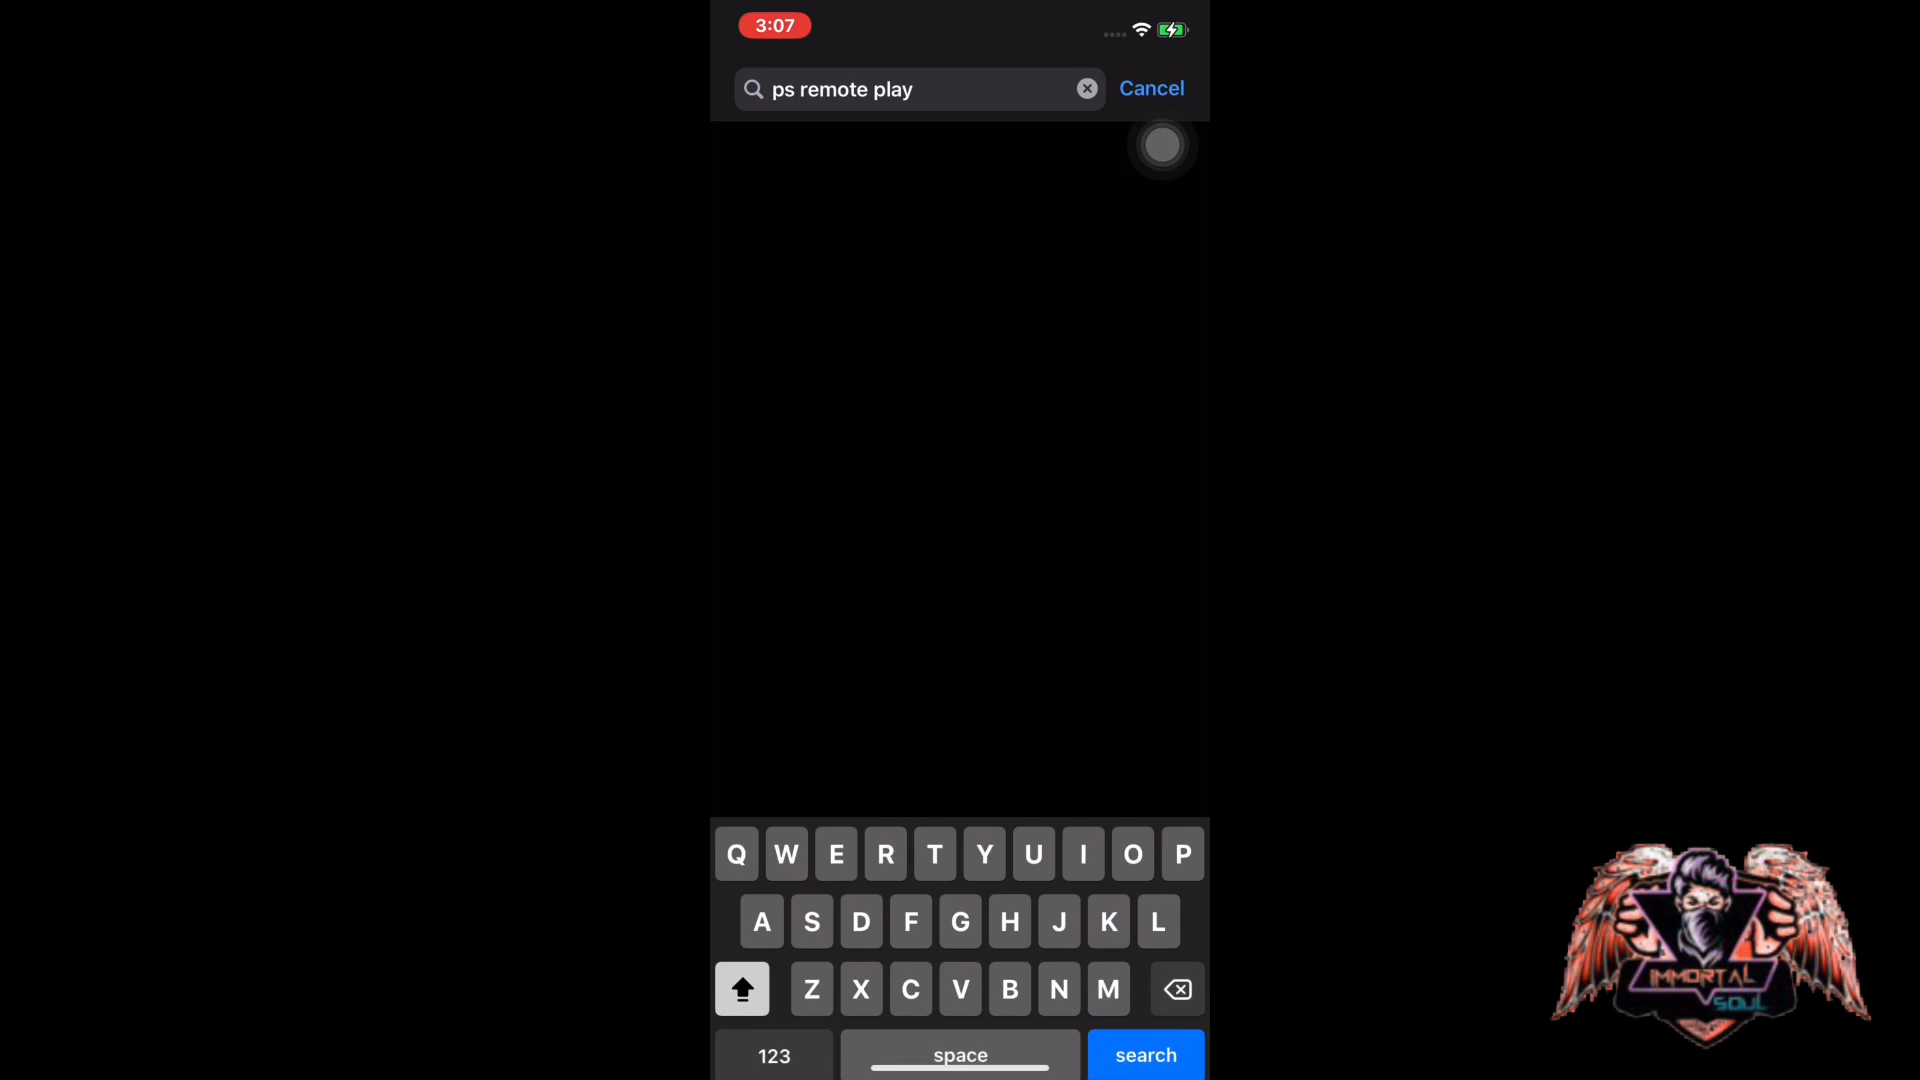 3:07
ps remote play
Cancel
Q W E R T Y U I O P
A S D F G H J K L
Z X C V B N M
123 space search
IMMORTAL
SOUL